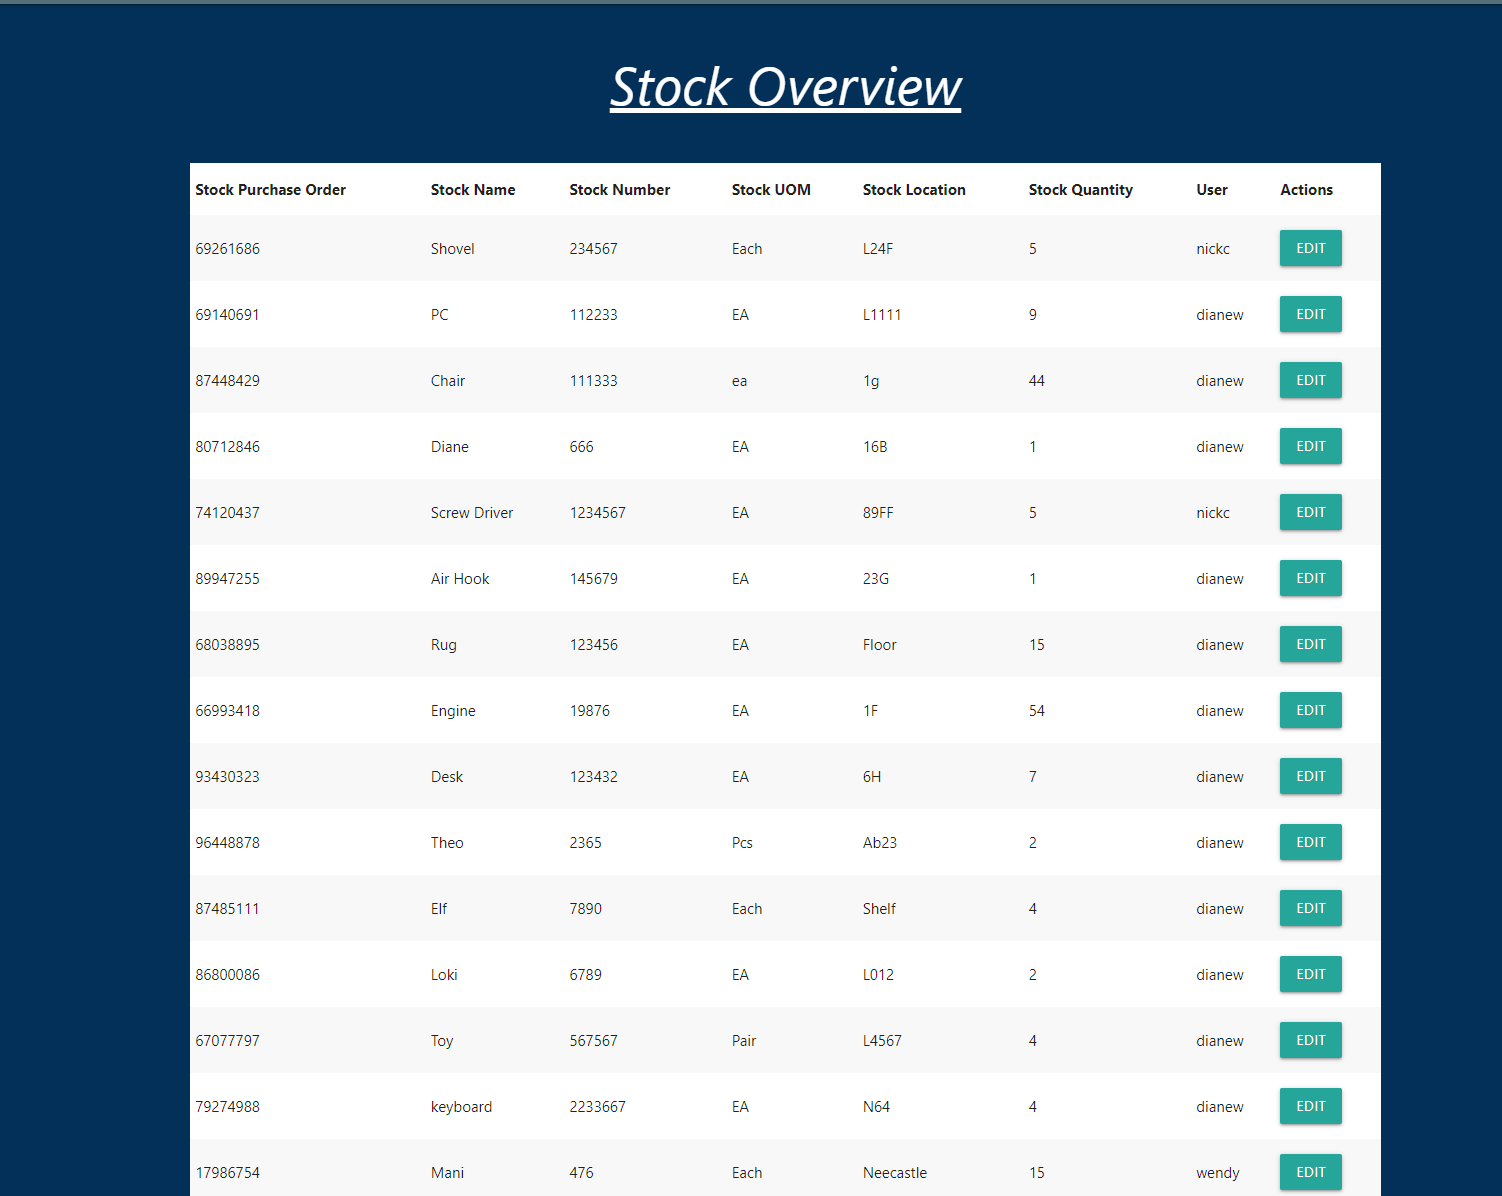 Stock Overview
Stock Purchase Order Stock Name Stock Number Stock UOM Stock Location Stock Quantity User Actions
69261686 Shovel 234567 Each L24F 5 nickc EDIT
69140691 PC 112233 EA L1111 9 dianew EDIT
87448429 Chair 111333 ea 1g 44 dianew EDIT
80712846 Diane 666 EA 16B 1 dianew EDIT
74120437 Screw Driver 1234567 EA 89FF 5 nickc EDIT
89947255 Air Hook 145679 EA 23G 1 dianew EDIT
68038895 Rug 123456 EA Floor 15 dianew EDIT
66993418 Engine 19876 EA 1F 54 dianew EDIT
93430323 Desk 123432 EA 6H 7 dianew EDIT
96448878 Theo 2365 Pcs Ab23 2 dianew EDIT
87485111 Elf 7890 Each Shelf 4 dianew EDIT
86800086 Loki 6789 EA L012 2 dianew EDIT
67077797 Toy 567567 Pair L4567 4 dianew EDIT
79274988 keyboard 2233667 EA N64 4 dianew EDIT
17986754 Mani 476 Each Neecastle 15 wendy EDIT